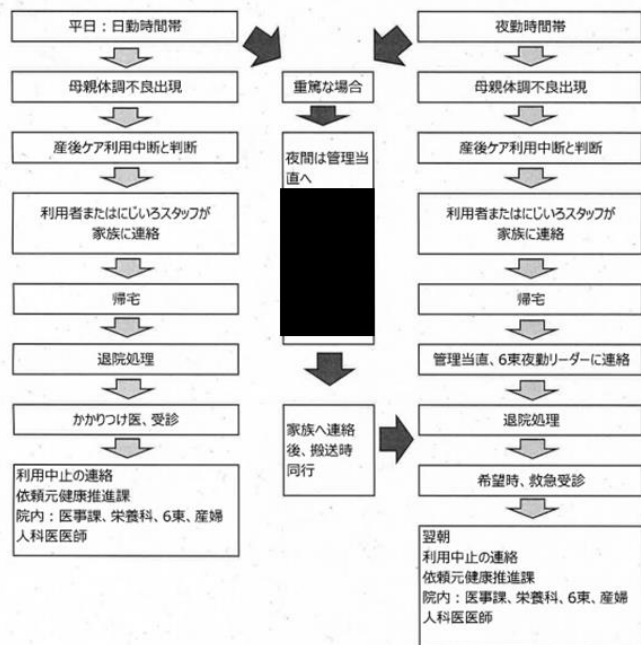 平日：日勤時間帯
母親体調不良出現
産後ケア利用中断と判断
利用者またはにじいろスタッフが
家族に連絡
帰宅
退院処理
かかりつけ医、受診
利用中止の連絡
依頼元健康推進課
院内：医事課、栄養科、6東、産婦
人科医医師
重篤な場合
夜間は管理当
直へ
家族へ連絡
後、搬送時
同行
夜勤時間帯
母親体調不良出現
産後ケア利用中断と判断
利用者またはにじいろスタッフが
家族に連絡
帰宅
管理当直、6東夜勤リーダーに連絡
退院処理
希望時、救急受診
翌朝
利用中止の連絡
依頼元健康推進課
院内：医事課、栄養科、6東、産婦
人科医医師